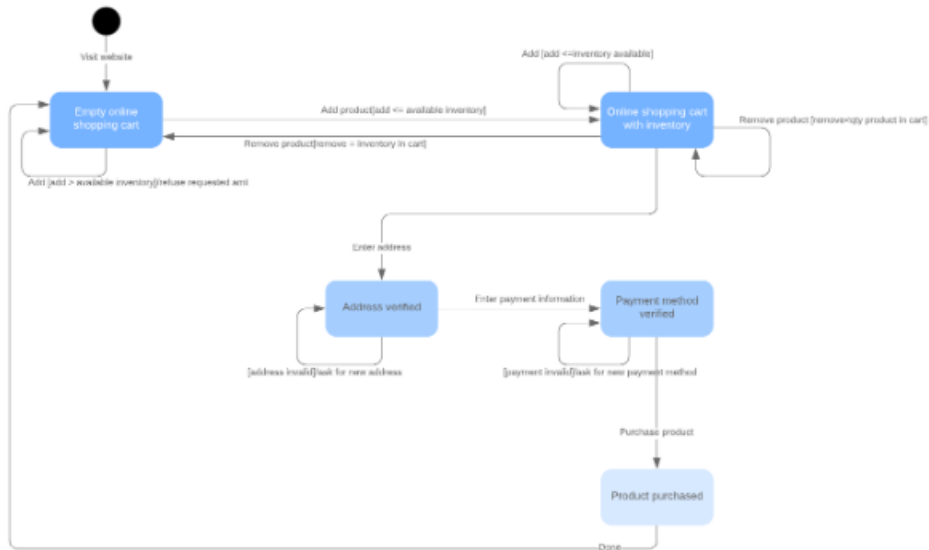 Visit website
Add [add <=inventory available]
Empty online
shopping cart
Add product[add <= available inventory]
Online shopping cart
with inventory
Remove product [remove<qty product in cart]
Remove product[remove = inventory in cart]
Add [add > available inventory]/refuse requested amt
Enter address
Address verified
Enter payment information
Payment method
verified
[address invalid]/ask for new address
[payment invalid]/ask for new payment method
Purchase product
Product purchased
Done